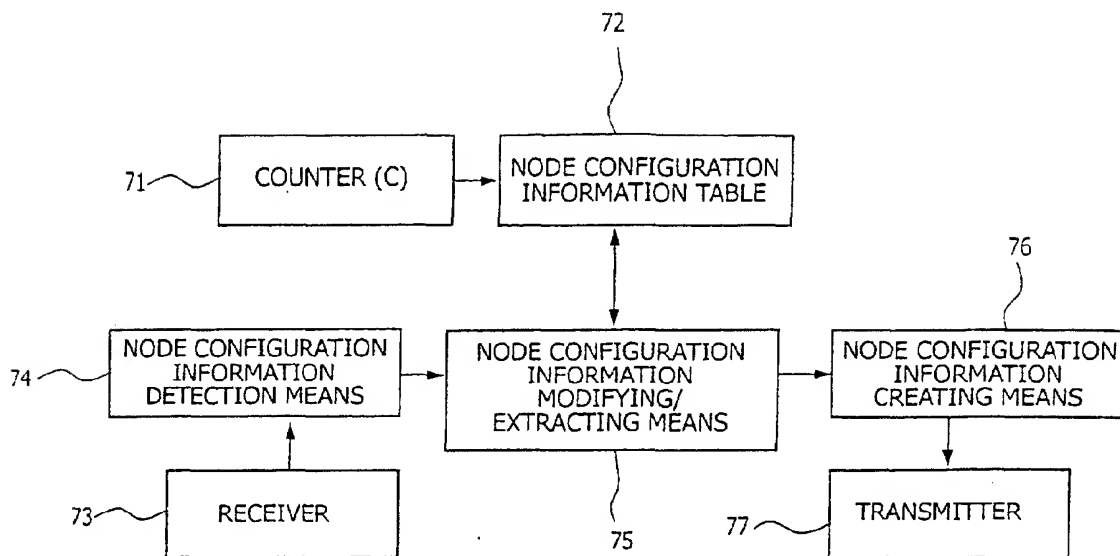 72
71
COUNTER (C)
NODE CONFIGURATION
INFORMATION TABLE
76
74
NODE CONFIGURATION
INFORMATION
DETECTION MEANS
NODE CONFIGURATION
INFORMATION
MODIFYING/
EXTRACTING MEANS
NODE CONFIGURATION
INFORMATION
CREATING MEANS
73
RECEIVER
75
77
TRANSMITTER